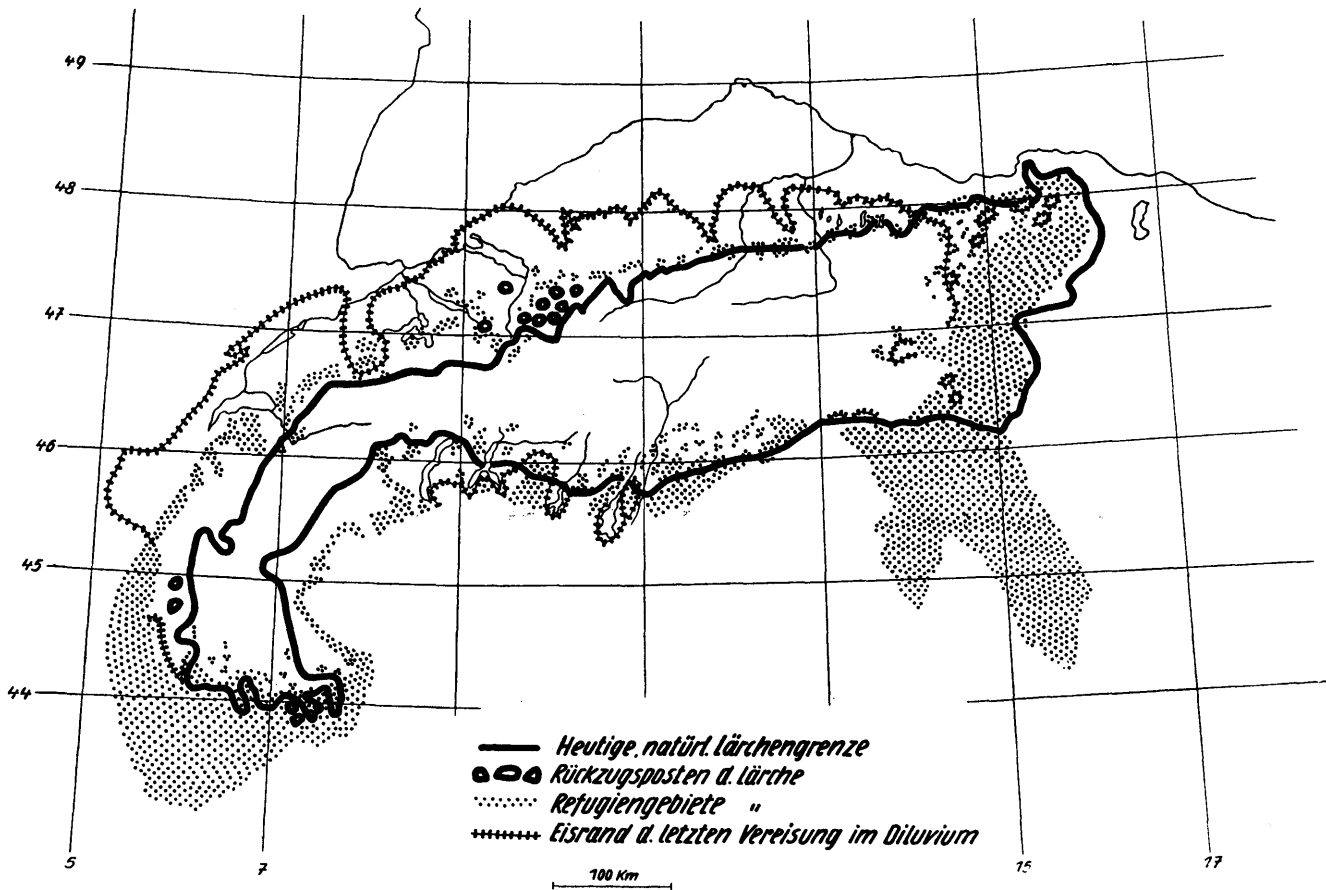 49
48
47
46
45
44
Heutige, natürl. Lärchengrenze
Rückzugsposten d. Lärche
Refugiengebiete "
Eisrand d. letzten Vereisung im Diluvium
5
7
15
17
100 Km